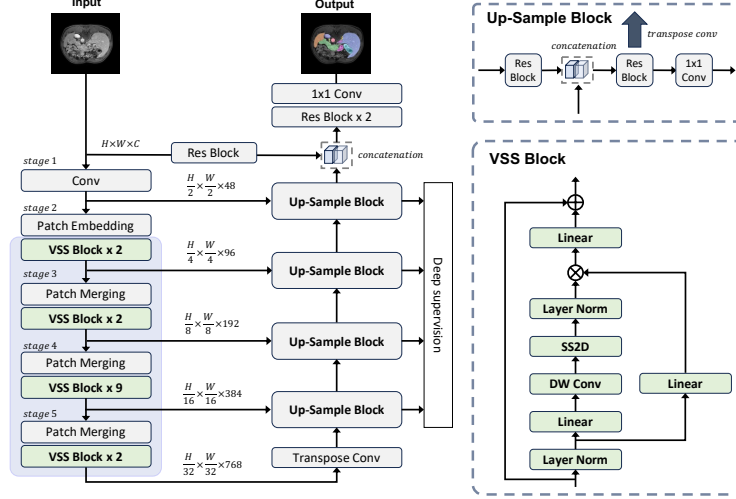 Input
Output
1x1 Conv
Res Block x 2
H×W×C
Res Block
concatenation
stage 1
Conv
H/2 × W/2 ×48
Up-Sample Block
stage 2
Patch Embedding
VSS Block x 2
H/4 × W/4 ×96
Up-Sample Block
stage 3
Patch Merging
VSS Block x 2
H/8 × W/8 ×192
Up-Sample Block
stage 4
Patch Merging
VSS Block x 9
H/16 × W/16 ×384
Up-Sample Block
stage 5
Patch Merging
VSS Block x 2
H/32 × W/32 ×768
Transpose Conv
Deep supervision
Up-Sample Block
transpose conv
concatenation
Res
Block
Res
Block
1x1
Conv
VSS Block
Linear
Layer Norm
SS2D
DW Conv
Linear
Linear
Layer Norm